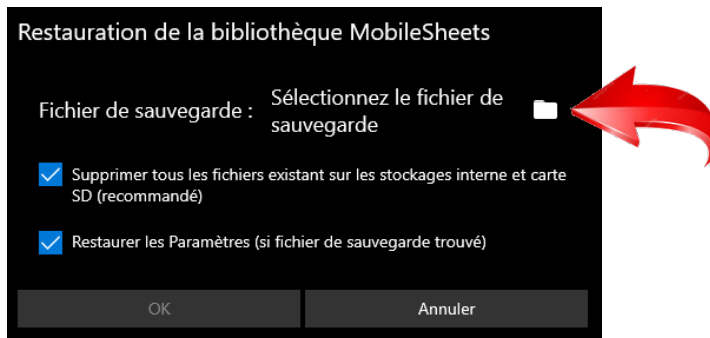 Restauration de la bibliothèque MobileSheets
Fichier de sauvegarde :
Sélectionnez le fichier de
sauvegarde
Supprimer tous les fichiers existant sur les stockages interne et carte
SD (recommandé)
Restaurer les Paramètres (si fichier de sauvegarde trouvé)
OK
Annuler